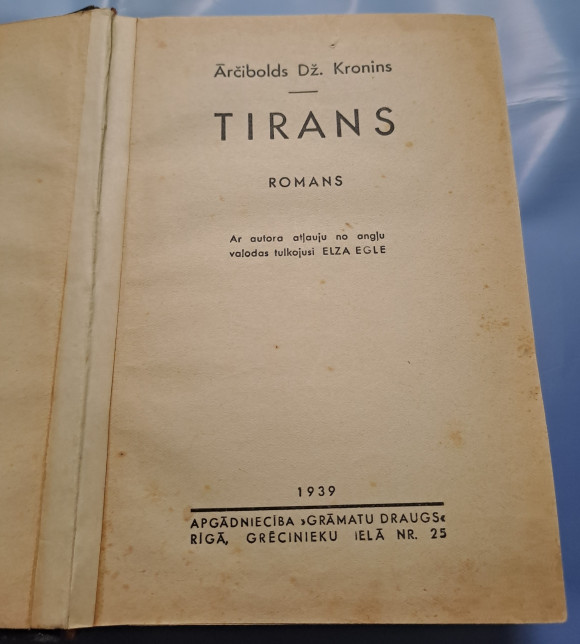 Ārčibolds Dž. Kronins
TIRANS
ROMANS
Ar autora atļauju no angļu
valodas tulkojusi ELZA EGLE
1939
APGĀDNIECĪBA ›GRĀMATU DRAUGS‹
RĪGĀ, GRĒCINIEKU IELĀ NR. 25